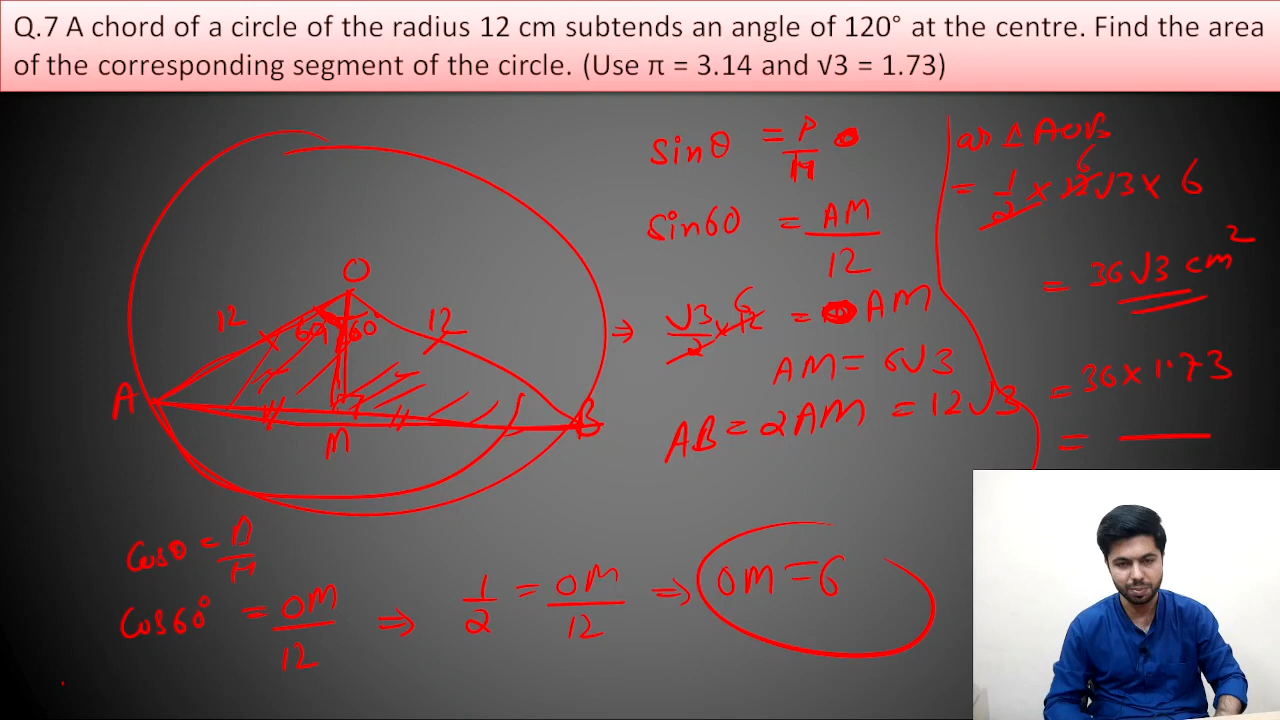 Q.7 A chord of a circle of the radius 12 cm subtends an angle of 120° at the centre. Find the area
of the corresponding segment of the circle. (Use π = 3.14 and √3 = 1.73)
O
12
60
60°
12
A
M
B
sinθ = P/H
sin60 = AM/12
⇒ √3/2 × 12 6 = AM
AM = 6√3
AB = 2AM = 12√3
ar Δ AOB
= 1/2 × 12 6 √3 × 6
= 36√3 cm²
= 36 × 1.73
=
Cosθ = B/H
Cos60° = OM/12 ⇒ 1/2 = OM/12 ⇒ OM = 6